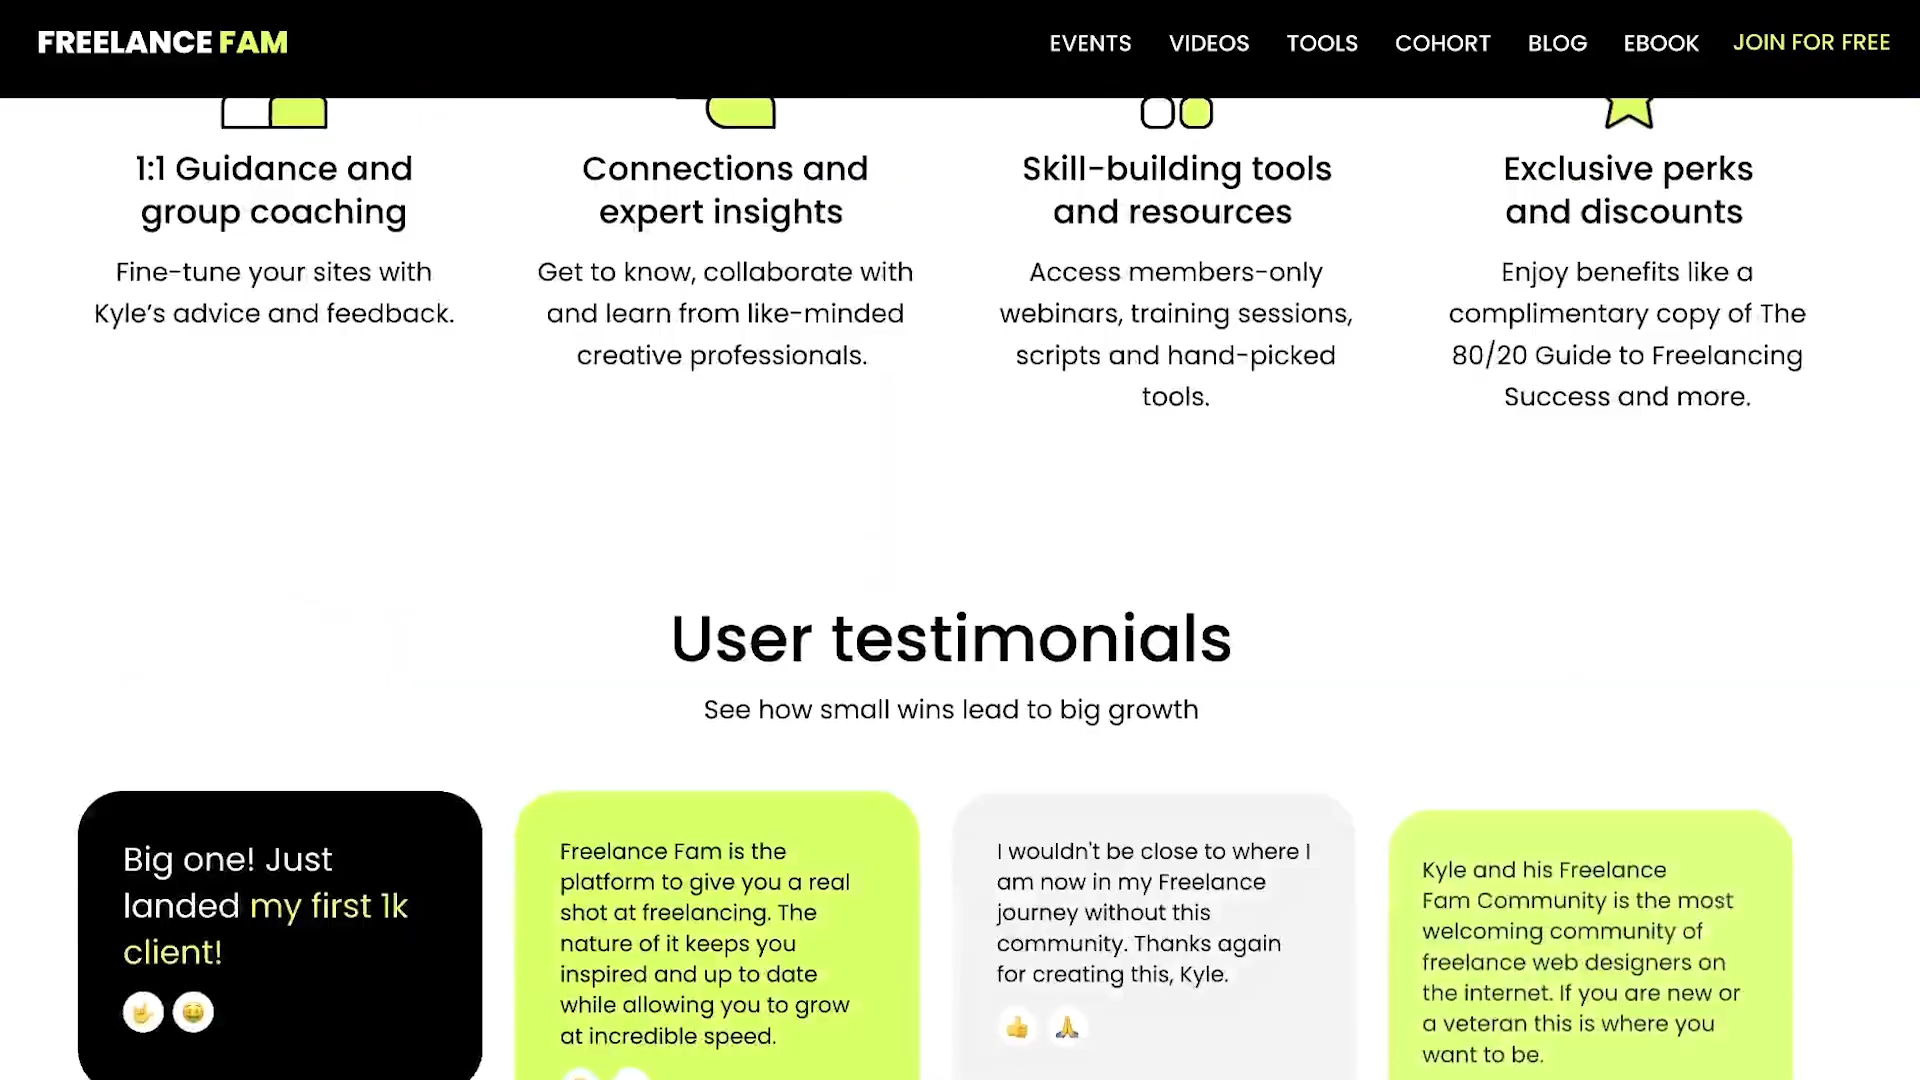 FREELANCE FAM
EVENTS VIDEOS TOOLS COHORT BLOG EBOOK JOIN FOR FREE
1:1 Guidance and
group coaching
Fine-tune your sites with
Kyle’s advice and feedback.
Connections and
expert insights
Get to know, collaborate with
and learn from like-minded
creative professionals.
Skill-building tools
and resources
Access members-only
webinars, training sessions,
scripts and hand-picked
tools.
Exclusive perks
and discounts
Enjoy benefits like a
complimentary copy of The
80/20 Guide to Freelancing
Success and more.
User testimonials
See how small wins lead to big growth
Big one! Just
landed my first 1k
client!
Freelance Fam is the
platform to give you a real
shot at freelancing. The
nature of it keeps you
inspired and up to date
while allowing you to grow
at incredible speed.
I wouldn't be close to where I
am now in my Freelance
journey without this
community. Thanks again
for creating this, Kyle.
Kyle and his Freelance
Fam Community is the most
welcoming community of
freelance web designers on
the internet. If you are new or
a veteran this is where you
want to be.